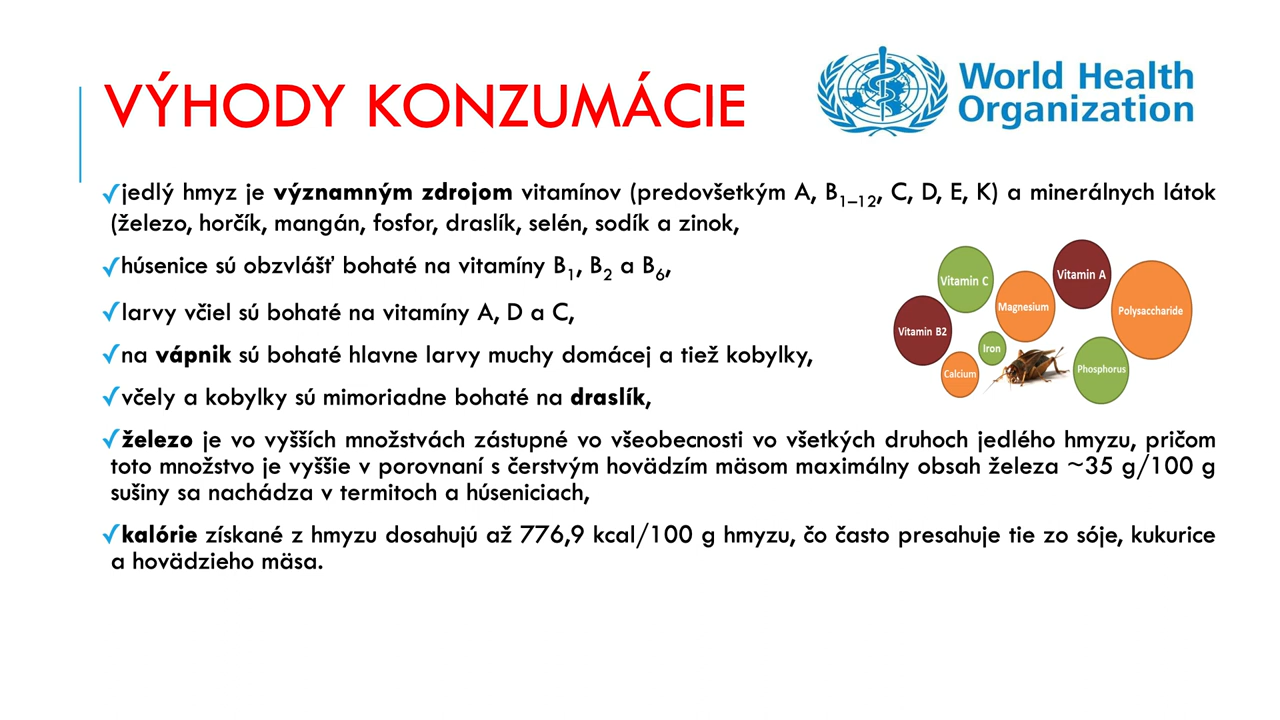 VÝHODY KONZUMÁCIE
World Health
Organization
✓jedlý hmyz je významným zdrojom vitamínov (predovšetkým A, B1–12, C, D, E, K) a minerálnych látok
(železo, horčík, mangán, fosfor, draslík, selén, sodík a zinok,
✓húsenice sú obzvlášť bohaté na vitamíny B1, B2 a B6,
✓larvy včiel sú bohaté na vitamíny A, D a C,
✓na vápnik sú bohaté hlavne larvy muchy domácej a tiež kobylky,
✓včely a kobylky sú mimoriadne bohaté na draslík,
✓železo je vo vyšších množstvách zástupné vo všeobecnosti vo všetkých druhoch jedlého hmyzu, pričom
toto množstvo je vyššie v porovnaní s čerstvým hovädzím mäsom maximálny obsah železa ~35 g/100 g
sušiny sa nachádza v termitoch a húseniciach,
✓kalórie získané z hmyzu dosahujú až 776,9 kcal/100 g hmyzu, čo často presahuje tie zo sóje, kukurice
a hovädzieho mäsa.
Vitamin C
Vitamin A
Magnesium
Polysaccharide
Vitamin B2
Iron
Calcium
Phosphorus